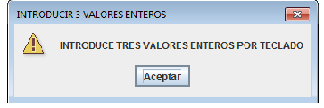 INTRODUCIR 3 VALORES ENTEROS
INTRODUCE TRES VALORES ENTEROS POR TECLADO
Aceptar